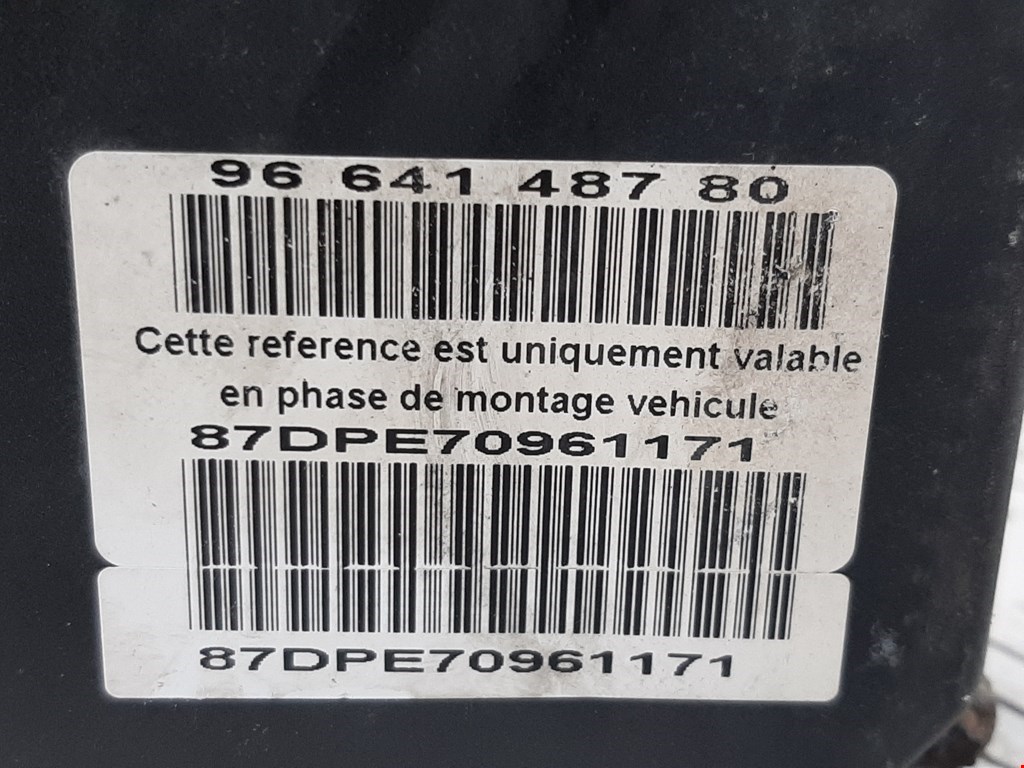 96 641 487 80
Cette reference est uniquement valable
en phase de montage vehicule
87DPE70961171
87DPE70961171